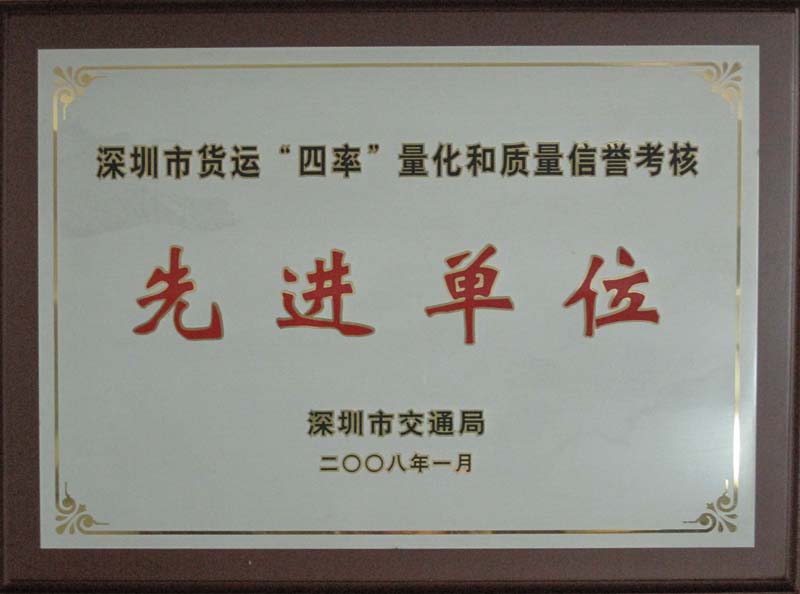 深圳市货运“四率”量化和质量信誉考核
先进单位
深圳市交通局
二〇〇八年一月